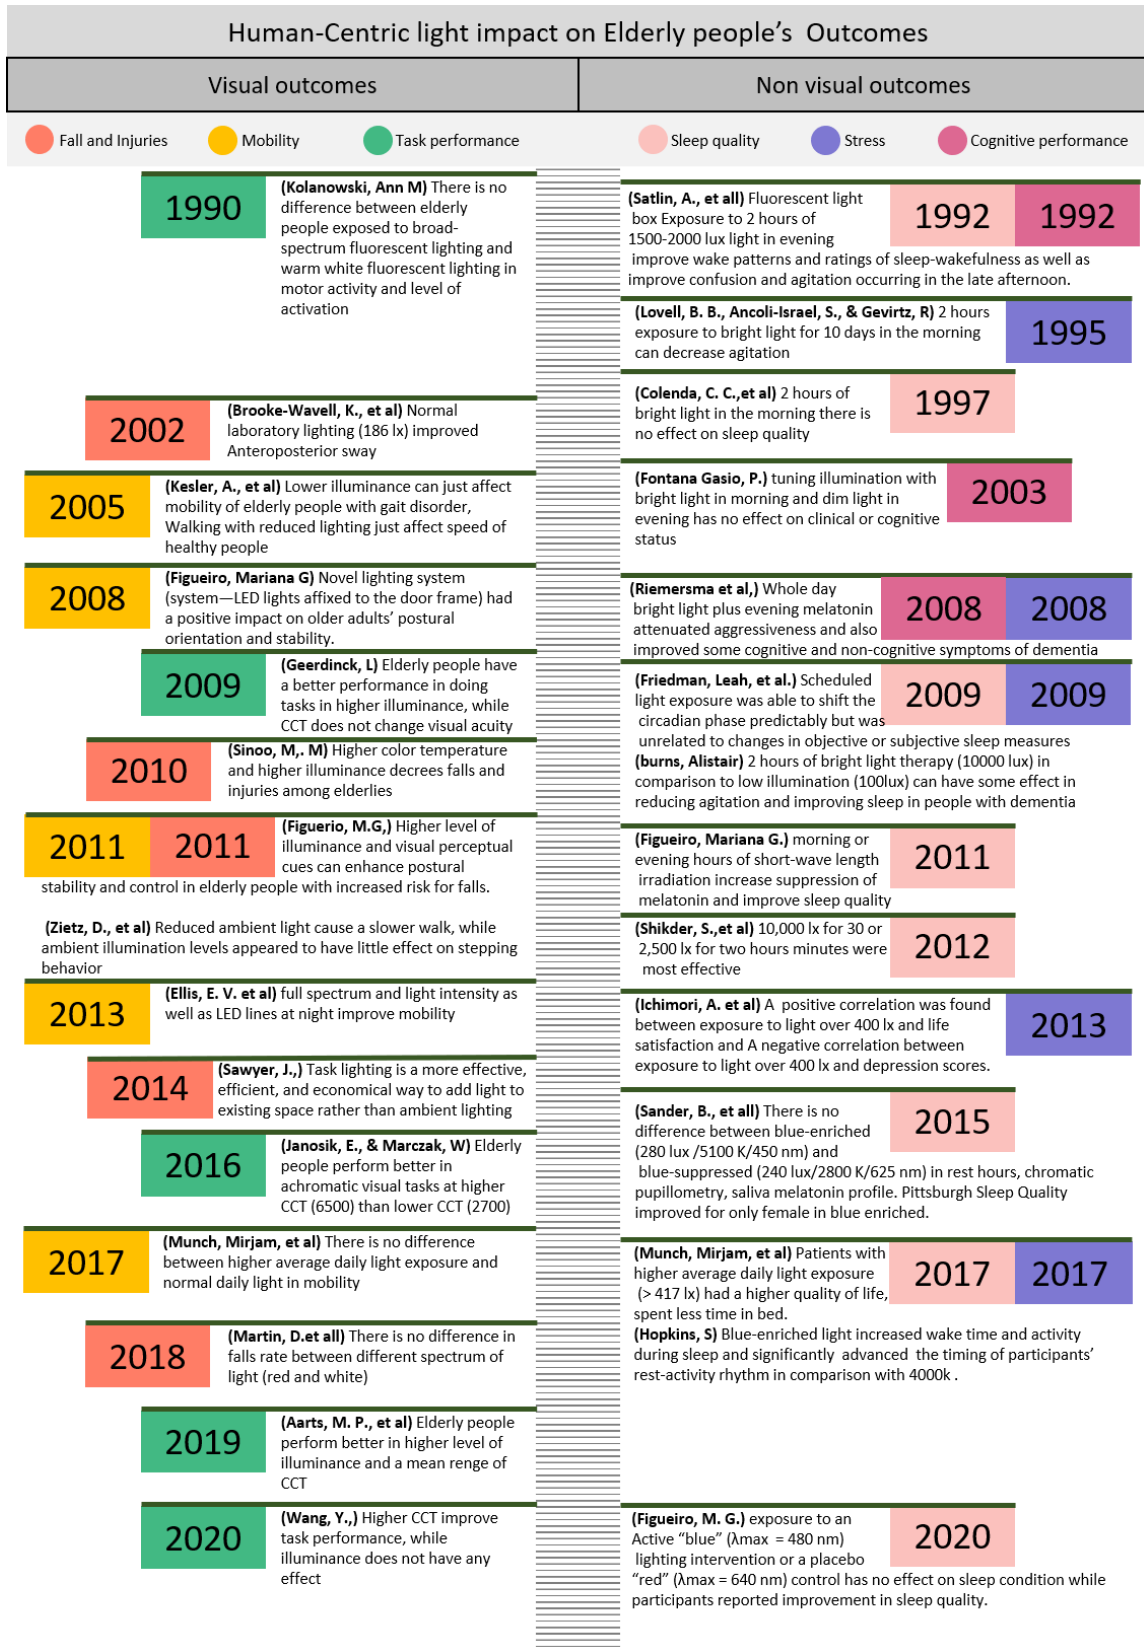 Human-Centric light impact on Elderly people’s Outcomes
Visual outcomes
Non visual outcomes
Fall and Injuries
Mobility
Task performance
Sleep quality
Stress
Cognitive performance
1990
(Kolanowski, Ann M) There is no
difference between elderly
people exposed to broad-
spectrum fluorescent lighting and
warm white fluorescent lighting in
motor activity and level of
activation
2002
(Brooke-Wavell, K., et al) Normal
laboratory lighting (186 lx) improved
Anteroposterior sway
2005
(Kesler, A., et al) Lower illuminance can just affect
mobility of elderly people with gait disorder,
Walking with reduced lighting just affect speed of
healthy people
2008
(Figueiro, Mariana G) Novel lighting system
(system—LED lights affixed to the door frame) had
a positive impact on older adults’ postural
orientation and stability.
2009
(Geerdinck, L) Elderly people have
a better performance in doing
tasks in higher illuminance, while
CCT does not change visual acuity
2010
(Sinoo, M,. M) Higher color temperature
and higher illuminance decrees falls and
injuries among elderlies
2011
2011
(Figuerio, M.G,) Higher level of
illuminance and visual perceptual
cues can enhance postural
stability and control in elderly people with increased risk for falls.
(Zietz, D., et al) Reduced ambient light cause a slower walk, while
ambient illumination levels appeared to have little effect on stepping
behavior
2013
(Ellis, E. V. et al) full spectrum and light intensity as
well as LED lines at night improve mobility
2014
(Sawyer, J.,) Task lighting is a more effective,
efficient, and economical way to add light to
existing space rather than ambient lighting
2016
(Janosik, E., & Marczak, W) Elderly
people perform better in
achromatic visual tasks at higher
CCT (6500) than lower CCT (2700)
2017
(Munch, Mirjam, et al) There is no difference
between higher average daily light exposure and
normal daily light in mobility
2018
(Martin, D.et all) There is no difference in
falls rate between different spectrum of
light (red and white)
2019
(Aarts, M. P., et al) Elderly people
perform better in higher level of
illuminance and a mean range of
CCT
2020
(Wang, Y.,) Higher CCT improve
task performance, while
illuminance does not have any
effect
(Satlin, A., et all) Fluorescent light
box Exposure to 2 hours of
1500-2000 lux light in evening
improve wake patterns and ratings of sleep-wakefulness as well as
improve confusion and agitation occurring in the late afternoon.
1992
1992
(Lovell, B. B., Ancoli-Israel, S., & Gevirtz, R) 2 hours
exposure to bright light for 10 days in the morning
can decrease agitation
1995
(Colenda, C. C.,et al) 2 hours of
bright light in the morning there is
no effect on sleep quality
1997
(Fontana Gasio, P.) tuning illumination with
bright light in morning and dim light in
evening has no effect on clinical or cognitive
status
2003
(Riemersma et al,) Whole day
bright light plus evening melatonin
attenuated aggressiveness and also
improved some cognitive and non-cognitive symptoms of dementia
2008
2008
(Friedman, Leah, et al.) Scheduled
light exposure was able to shift the
circadian phase predictably but was
unrelated to changes in objective or subjective sleep measures
(burns, Alistair) 2 hours of bright light therapy (10000 lux) in
comparison to low illumination (100lux) can have some effect in
reducing agitation and improving sleep in people with dementia
2009
2009
(Figueiro, Mariana G.) morning or
evening hours of short-wave length
irradiation increase suppression of
melatonin and improve sleep quality
2011
(Shikder, S.,et al) 10,000 lx for 30 or
2,500 lx for two hours minutes were
most effective
2012
(Ichimori, A. et al) A positive correlation was found
between exposure to light over 400 lx and life
satisfaction and A negative correlation between
exposure to light over 400 lx and depression scores.
2013
(Sander, B., et all) There is no
difference between blue-enriched
(280 lux /5100 K/450 nm) and
blue-suppressed (240 lux/2800 K/625 nm) in rest hours, chromatic
pupillometry, saliva melatonin profile. Pittsburgh Sleep Quality
improved for only female in blue enriched.
2015
(Munch, Mirjam, et al) Patients with
higher average daily light exposure
(> 417 lx) had a higher quality of life,
spent less time in bed.
(Hopkins, S) Blue-enriched light increased wake time and activity
during sleep and significantly advanced the timing of participants’
rest-activity rhythm in comparison with 4000k .
2017
2017
(Figueiro, M. G.) exposure to an
Active “blue” (λmax = 480 nm)
lighting intervention or a placebo
“red” (λmax = 640 nm) control has no effect on sleep condition while
participants reported improvement in sleep quality.
2020